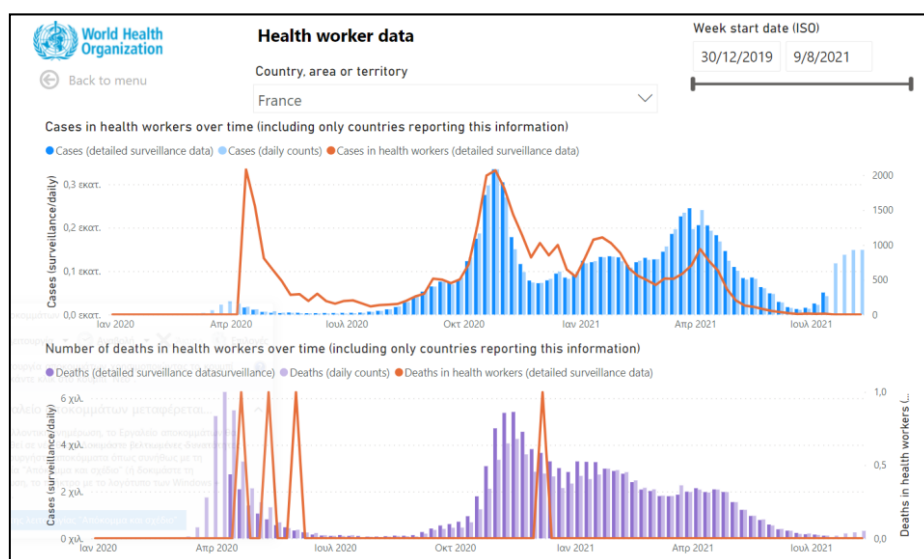 World Health
Organization
Health worker data
Week start date (ISO)
30/12/2019
9/8/2021
Back to menu
Country, area or territory
France
Cases in health workers over time (including only countries reporting this information)
Cases (detailed surveillance data) Cases (daily counts) Cases in health workers (detailed surveillance data)
Cases (surveillance/daily)
0,3 εκατ.
0,2 εκατ.
0,1 εκατ.
0,0 εκατ.
2000
1500
1000
500
0
Ιαν 2020 Απρ 2020 Ιουλ 2020 Οκτ 2020 Ιαν 2021 Απρ 2021 Ιουλ 2021
Number of deaths in health workers over time (including only countries reporting this information)
Deaths (detailed surveillance datasurveillance) Deaths (daily counts) Deaths in health workers (detailed surveillance data)
Cases (surveillance/daily)
6 χιλ.
4 χιλ.
2 χιλ.
0 χιλ.
1,0
0,5
0,0
Deaths in health workers (...
Ιαν 2020 Απρ 2020 Ιουλ 2020 Οκτ 2020 Ιαν 2021 Απρ 2021 Ιουλ 2021